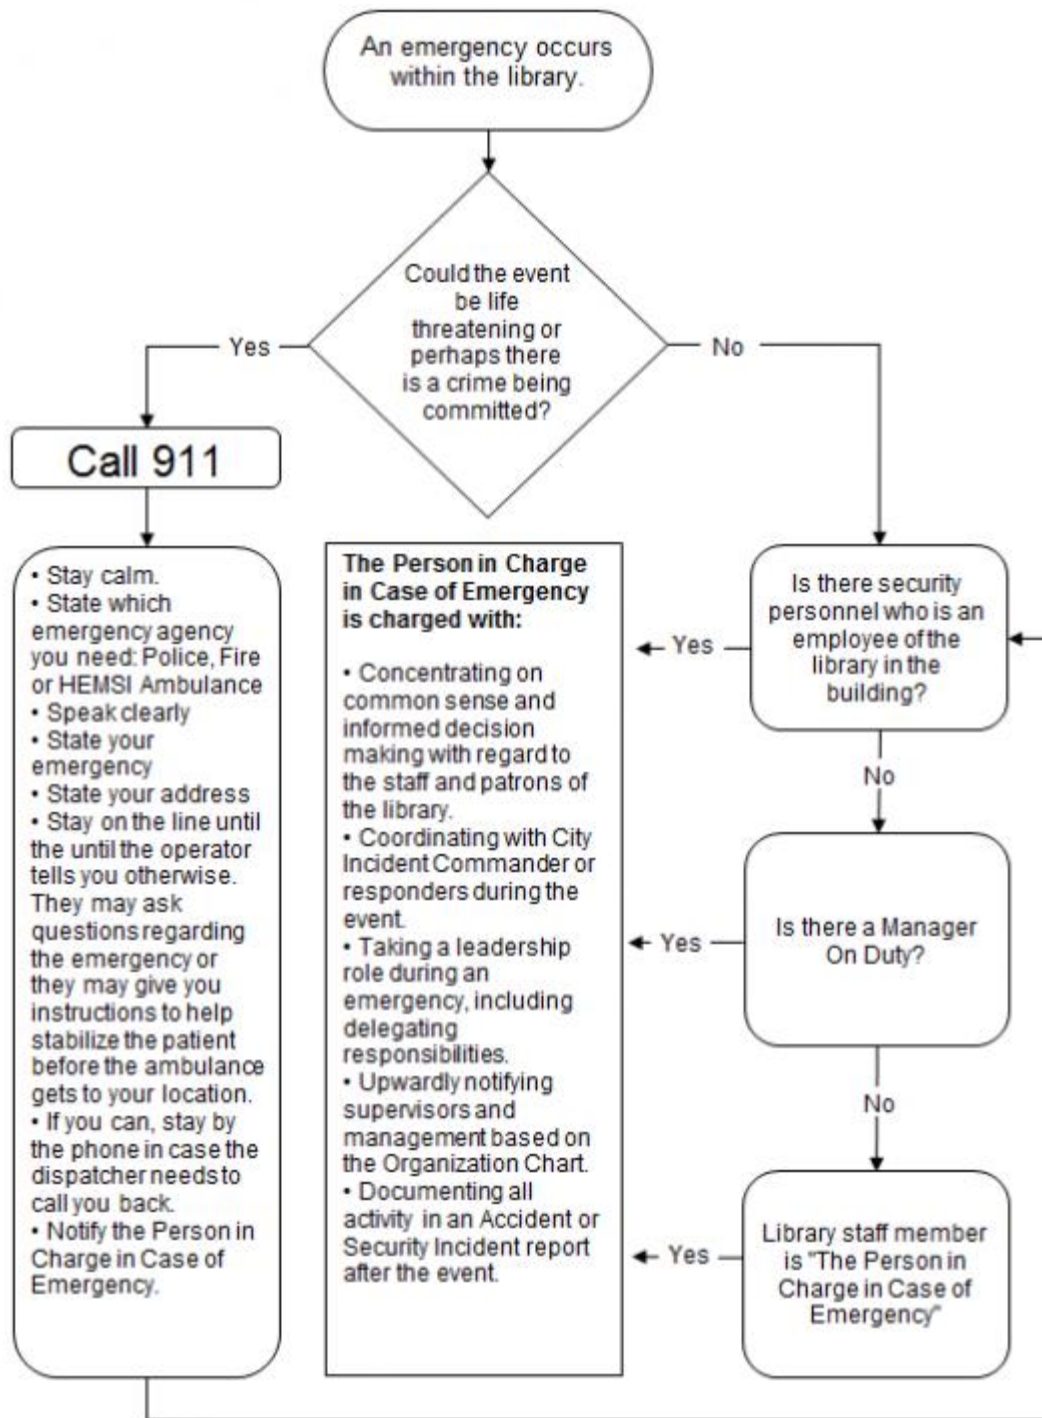 An emergency occurs
within the library.
Could the event
be life
threatening or
perhaps there
is a crime being
committed?
Yes
No
Call 911
• Stay calm.
• State which
emergency agency
you need: Police, Fire
or HEMSI Ambulance
• Speak clearly
• State your
emergency
• State your address
• Stay on the line until
the until the operator
tells you otherwise.
They may ask
questions regarding
the emergency or
they may give you
instructions to help
stabilize the patient
before the ambulance
gets to your location.
• If you can, stay by
the phone in case the
dispatcher needs to
call you back.
• Notify the Person in
Charge in Case of
Emergency.
The Person in Charge
in Case of Emergency
is charged with:
• Concentrating on
common sense and
informed decision
making with regard to
the staff and patrons of
the library.
• Coordinating with City
Incident Commander or
responders during the
event.
• Taking a leadership
role during an
emergency, including
delegating
responsibilities.
• Upwardly notifying
supervisors and
management based on
the Organization Chart.
• Documenting all
activity in an Accident or
Security Incident report
after the event.
Is there security
personnel who is an
employee of the
library in the
building?
Yes
No
Is there a Manager
On Duty?
Yes
No
Library staff member
is "The Person in
Charge in Case of
Emergency"
Yes